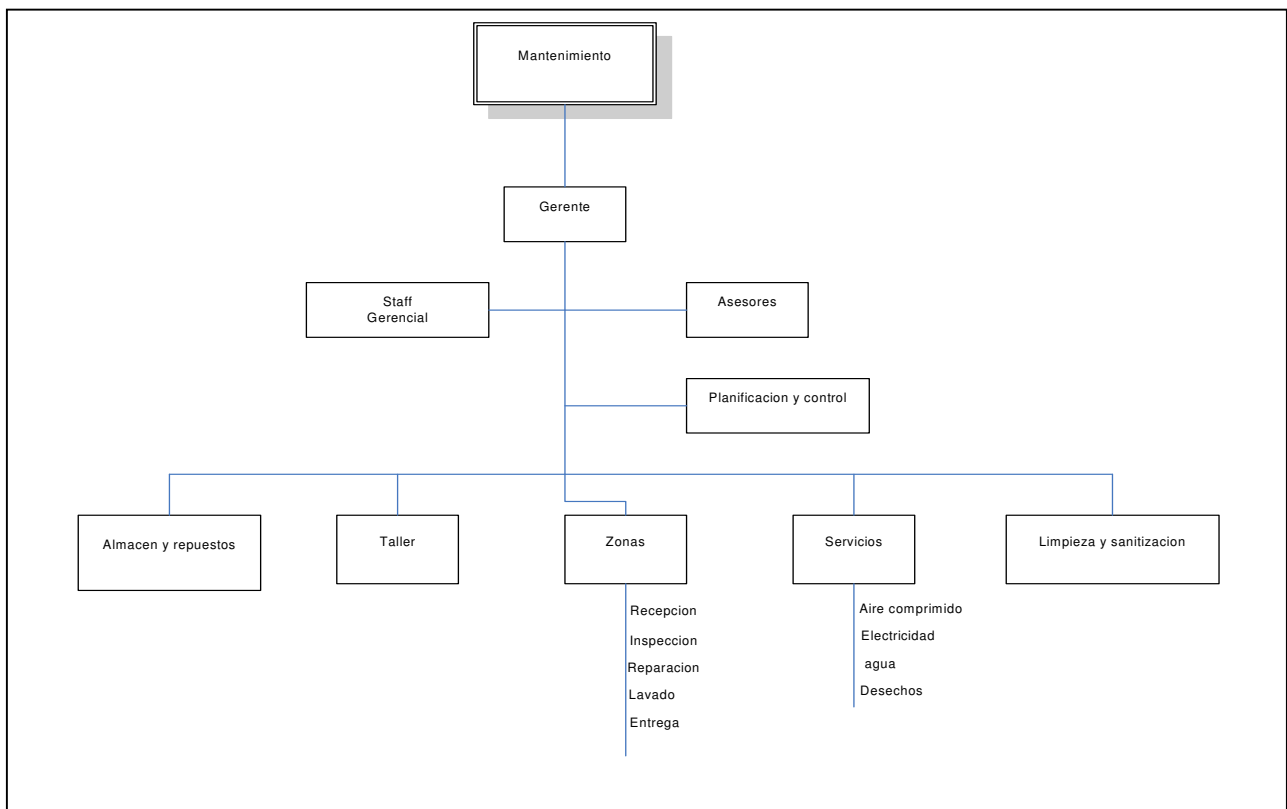 Mantenimiento
Gerente
Staff
Gerencial
Asesores
Planificacion y control
Almacen y repuestos
Taller
Zonas
Servicios
Limpieza y sanitizacion
Recepcion
Inspeccion
Reparacion
Lavado
Entrega
Aire comprimido
Electricidad
agua
Desechos